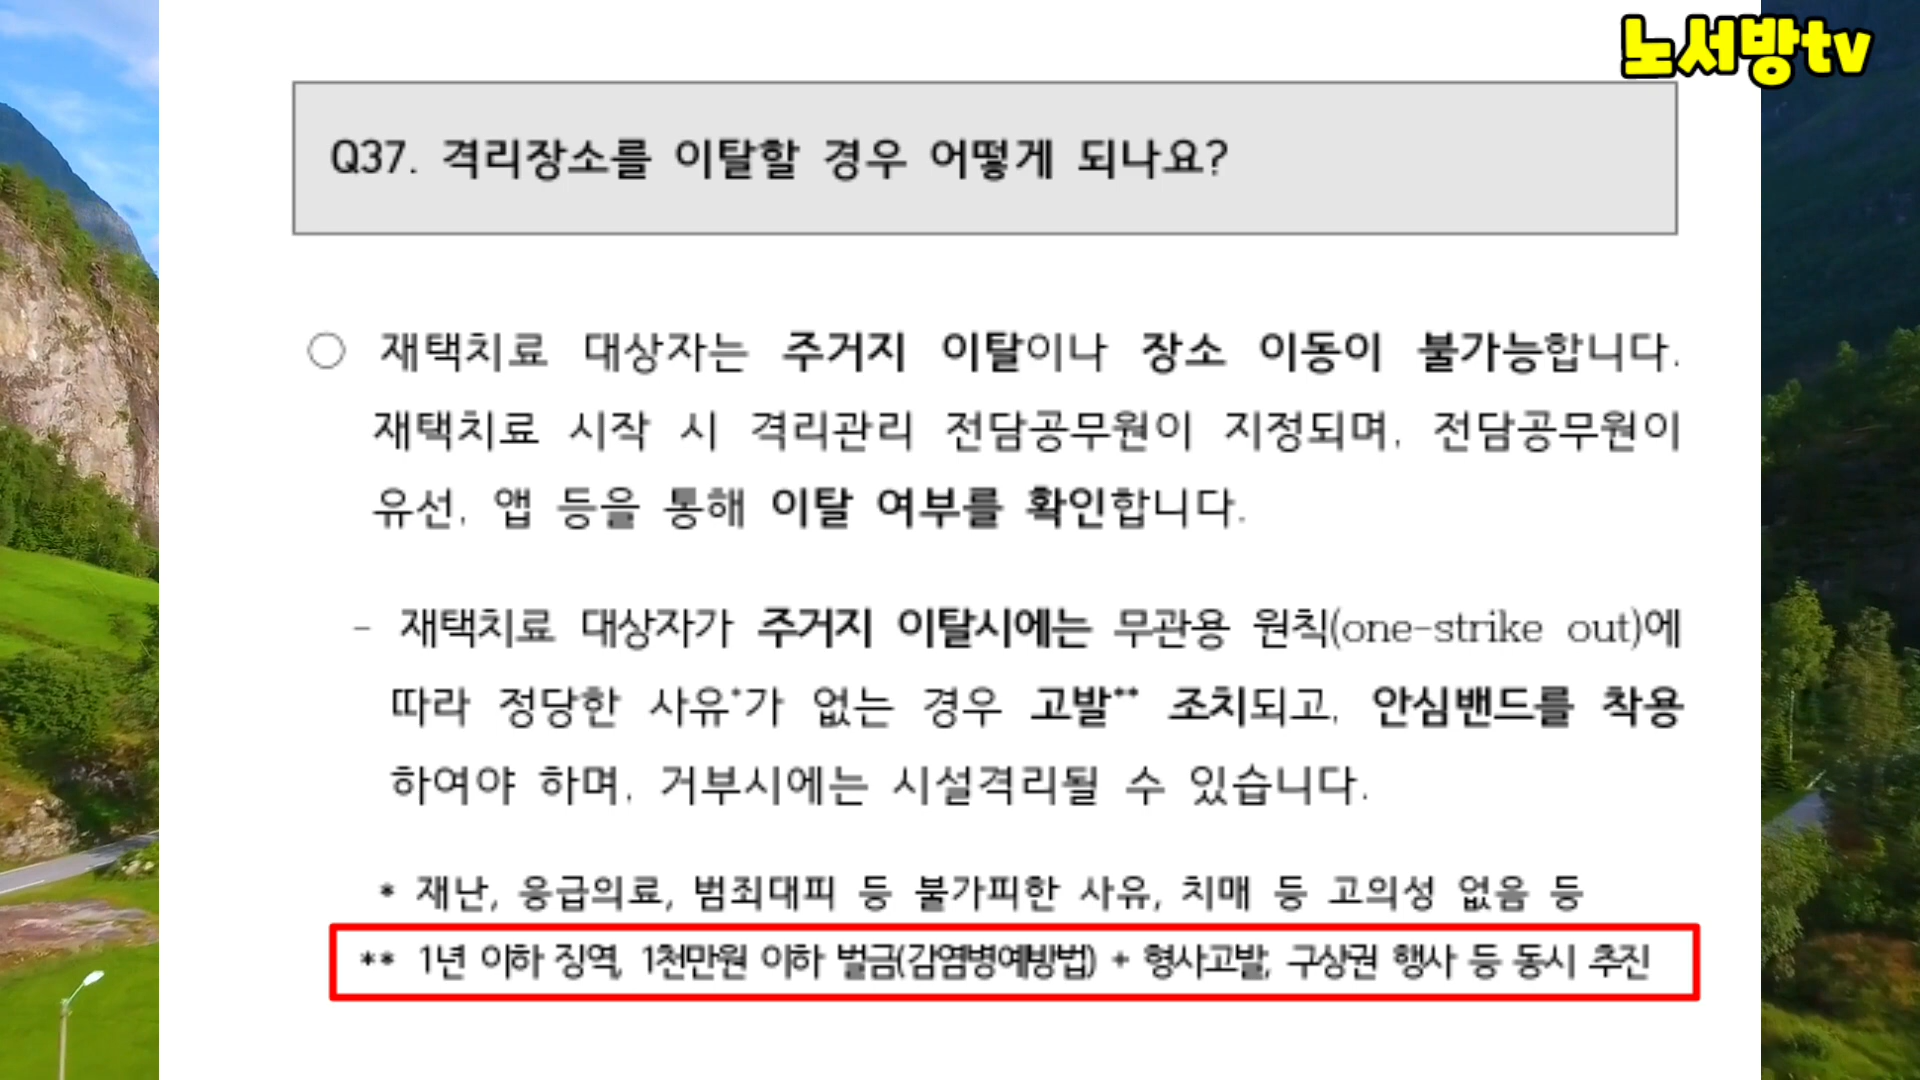 노서방tv
Q37. 격리장소를 이탈할 경우 어떻게 되나요?
○ 재택치료 대상자는 주거지 이탈이나 장소 이동이 불가능합니다.
재택치료 시작 시 격리관리 전담공무원이 지정되며, 전담공무원이
유선, 앱 등을 통해 이탈 여부를 확인합니다.
- 재택치료 대상자가 주거지 이탈시에는 무관용 원칙(one-strike out)에
따라 정당한 사유*가 없는 경우 고발** 조치되고, 안심밴드를 착용
하여야 하며, 거부시에는 시설격리될 수 있습니다.
* 재난, 응급의료, 범죄대피 등 불가피한 사유, 치매 등 고의성 없음 등
** 1년 이하 징역, 1천만원 이하 벌금(감염병예방법) + 형사고발, 구상권 행사 등 동시 추진